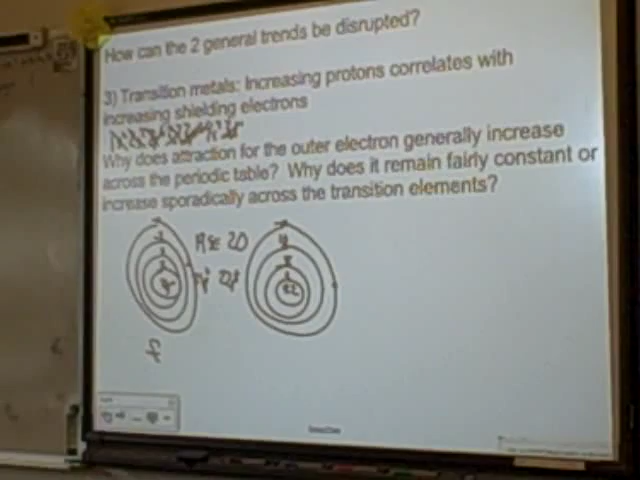 How can the 2 general trends be disrupted?
3) Transition metals: Increasing protons correlates with
increasing shielding electrons
Why does attraction for the outer electron generally increase
across the periodic table? Why does it remain fairly constant or
increase sporadically across the transition elements?